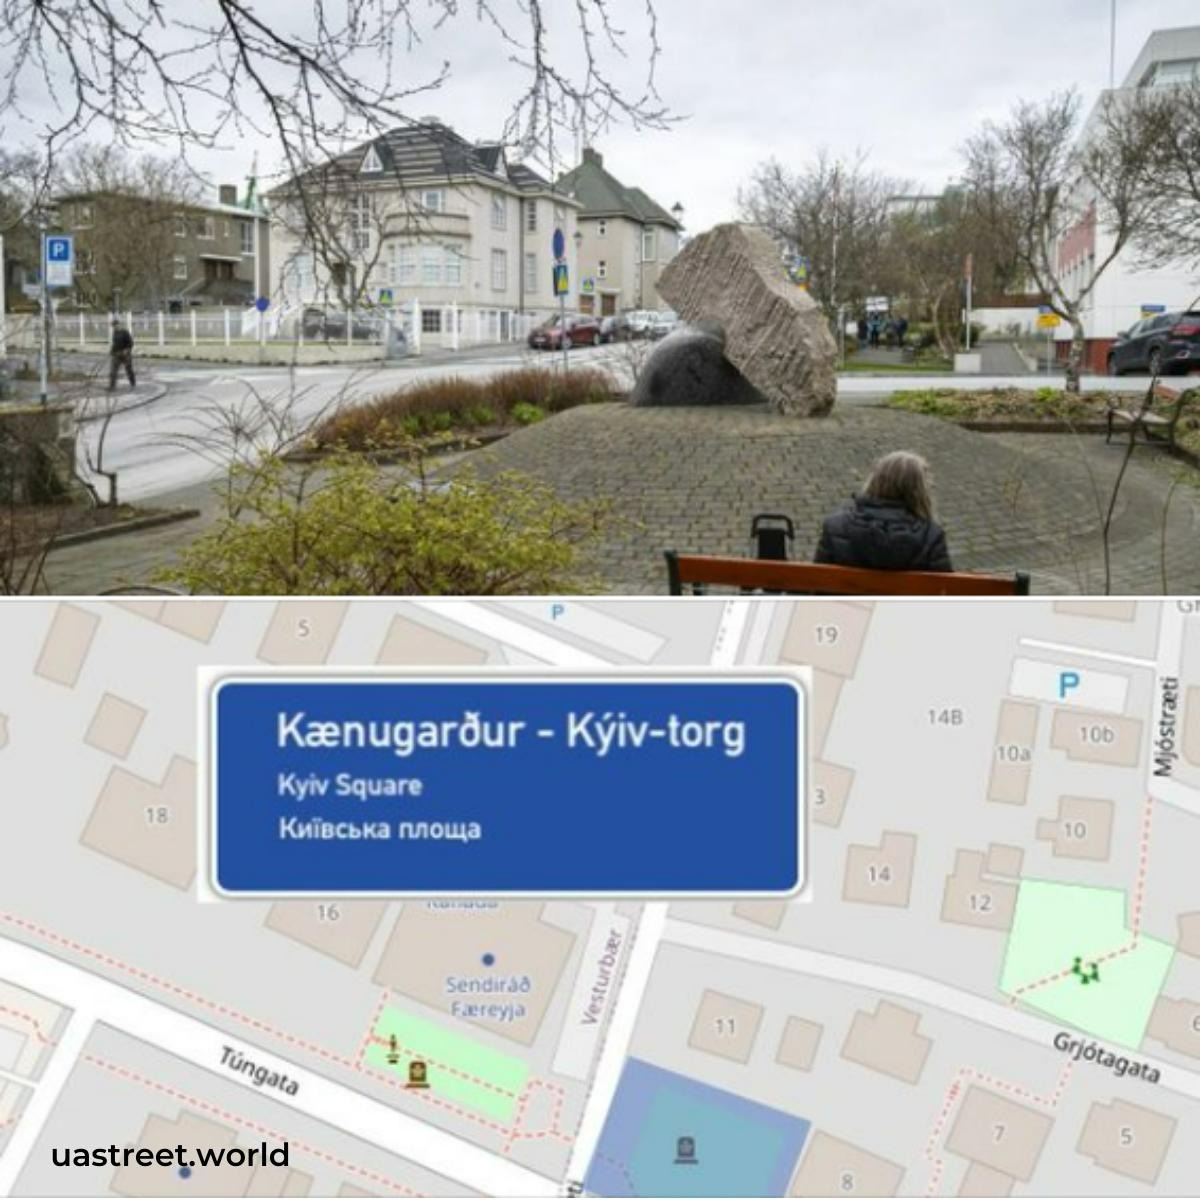 P
5
P
19
14B
P
10a
10b
Mjóstræti
Kænugarður - Kýiv-torg
Kyiv Square
Київська площа
18
3
10
14
12
16
Sendiráð
Færeyja
Vesturbær
11
Grjótagata
Túngata
7
5
8
uastreet.world